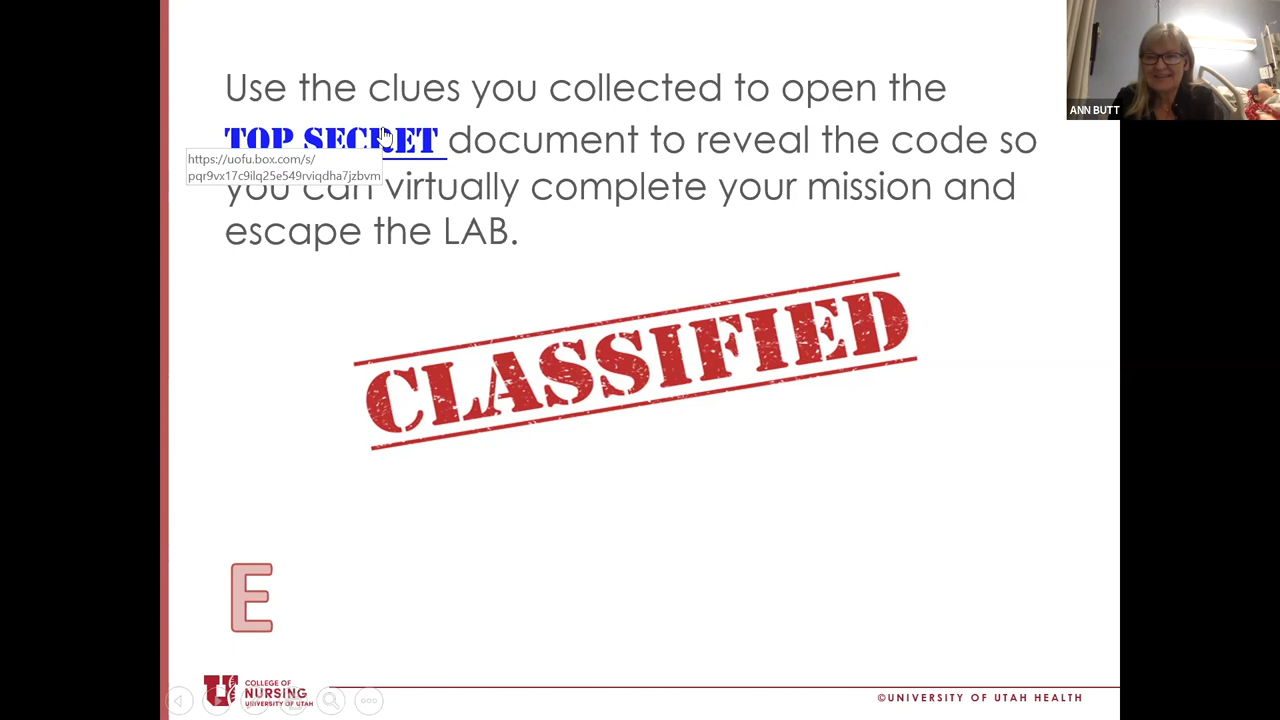 Use the clues you collected to open the
TOP SECRET document to reveal the code so
https://uofu.box.com/s/
pqr9vx17c9ilq25e549rviqdha7jzbvm
you can virtually complete your mission and
escape the LAB.
CLASSIFIED
E
U
COLLEGE OF
NURSING
UNIVERSITY OF UTAH
©UNIVERSITY OF UTAH HEALTH
ANN BUTT